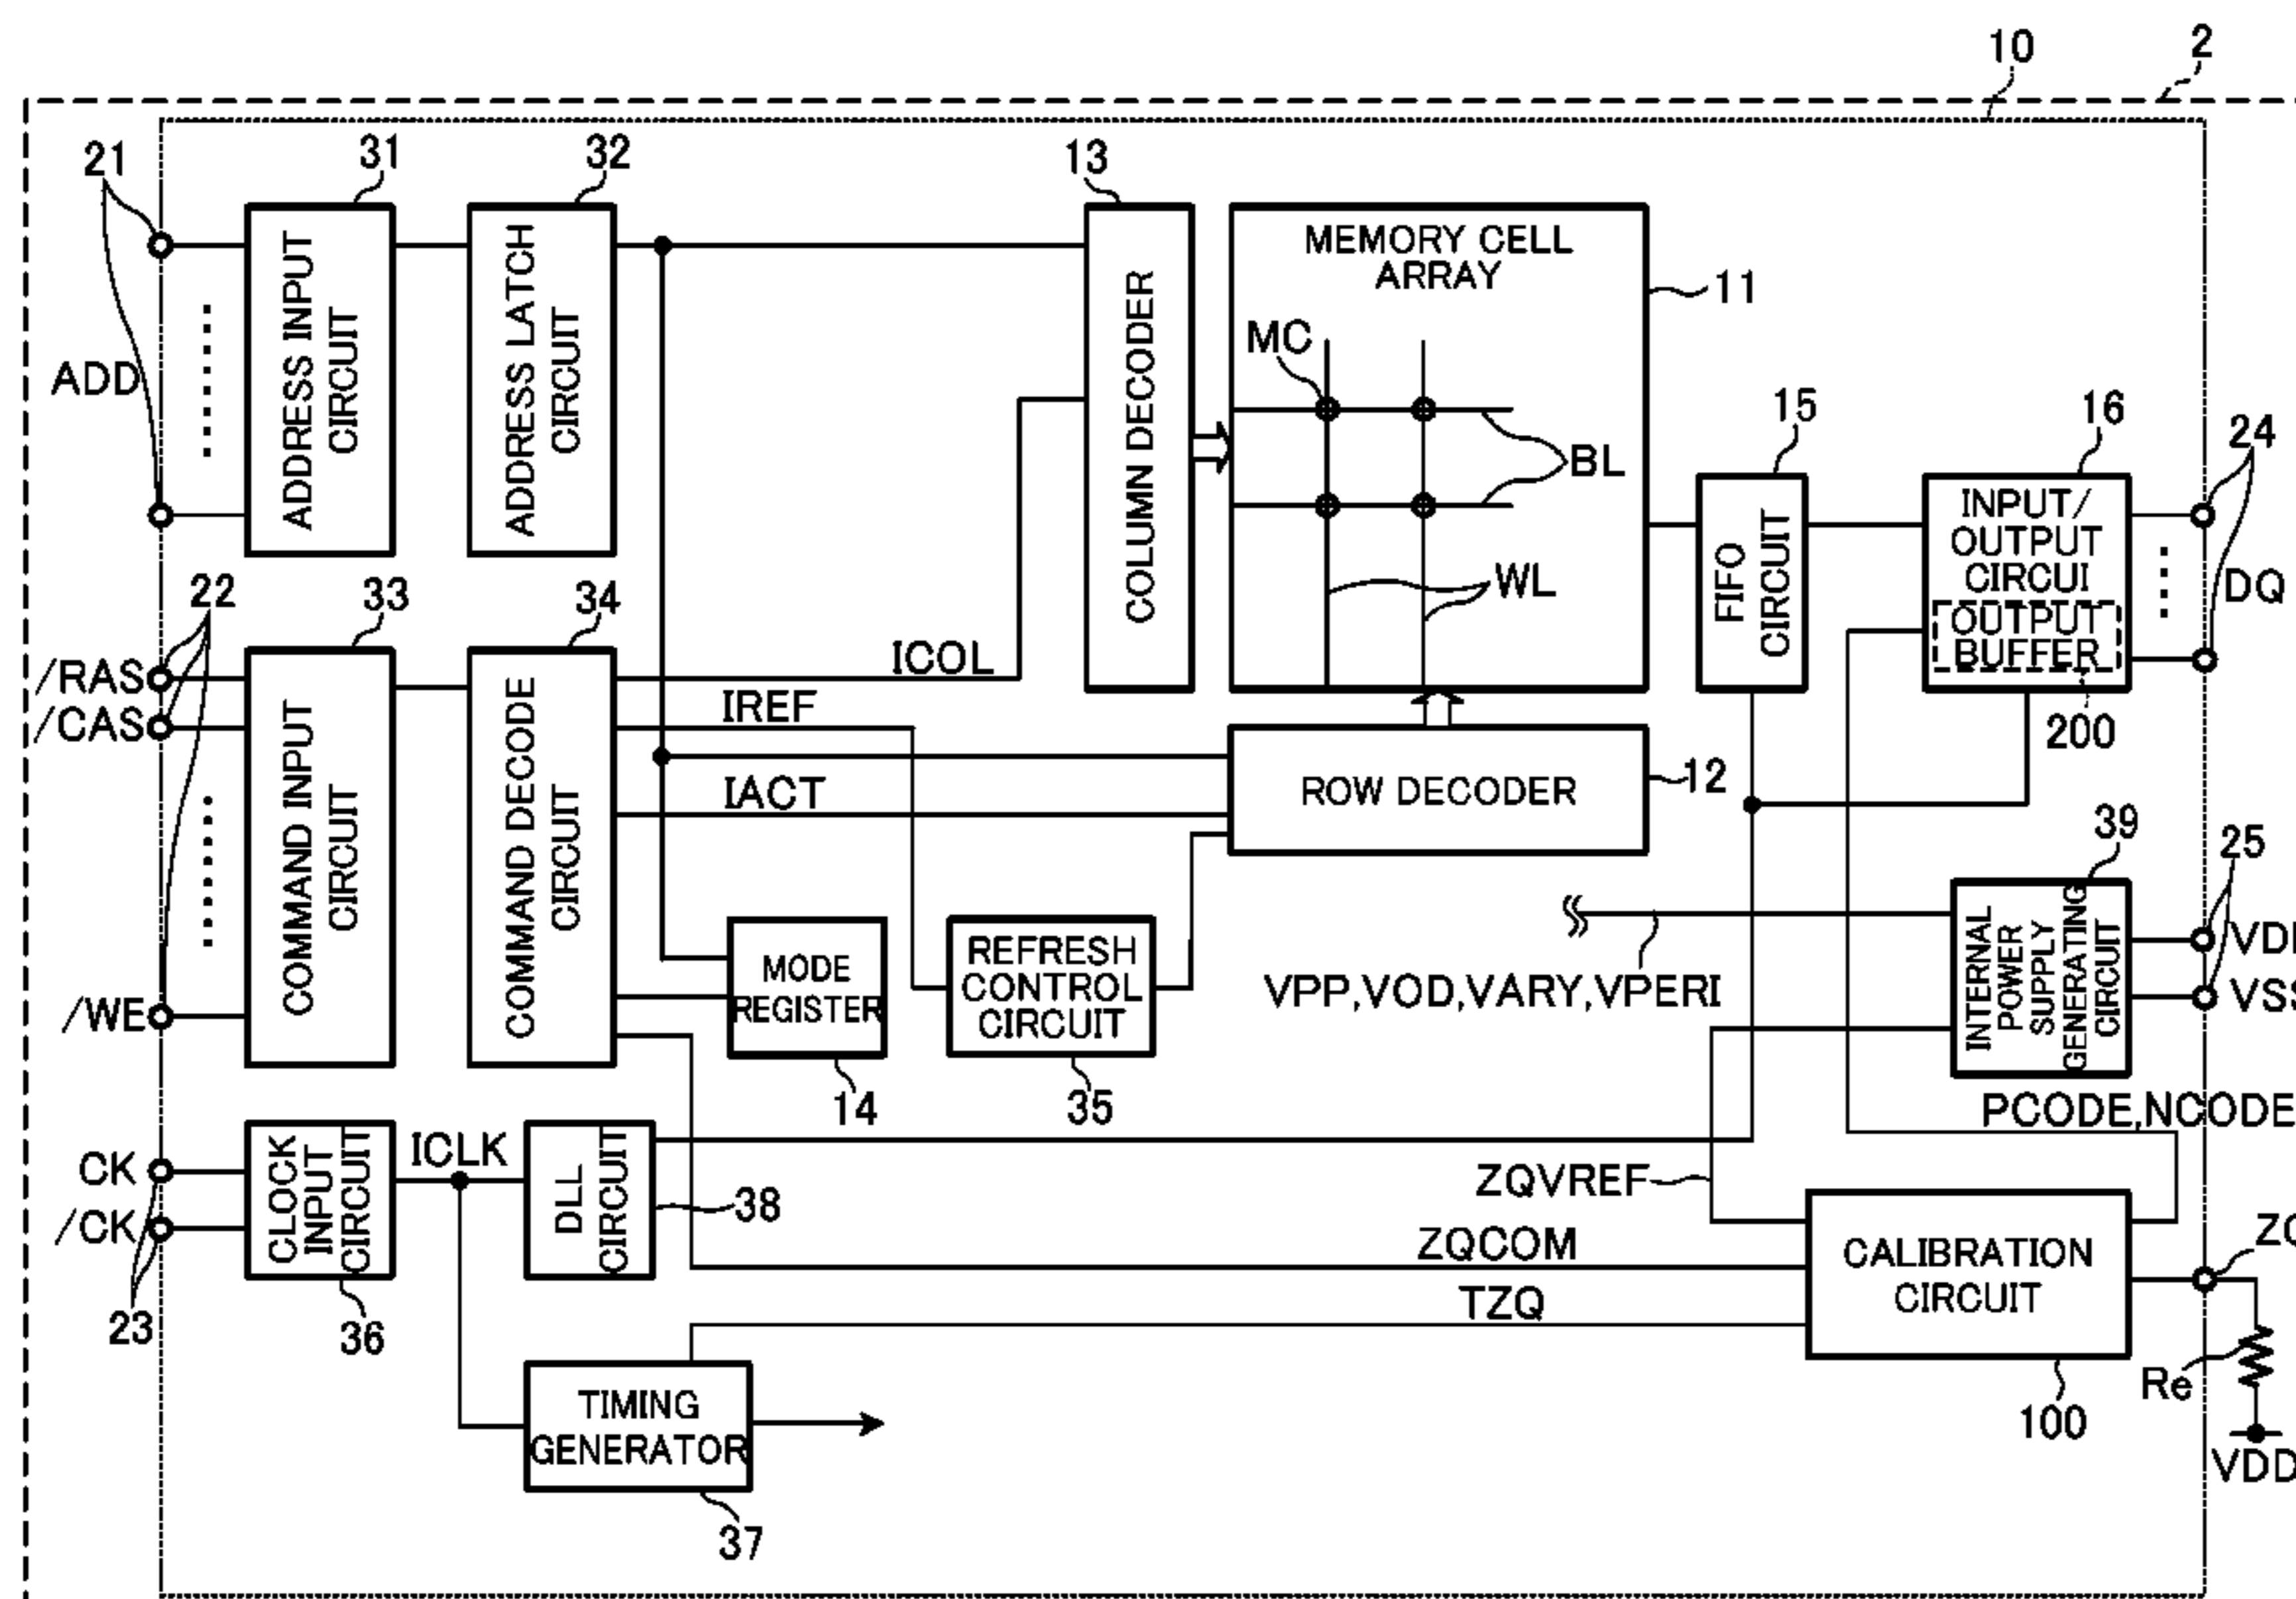 10
2
21
31
32
13
ADDRESS INPUT
CIRCUIT
ADDRESS LATCH
CIRCUIT
COLUMN DECODER
MEMORY CELL
ARRAY
11
MC
ADD
BL
WL
15
16
24
FIFO
CIRCUIT
INPUT/
OUTPUT
CIRCUI
OUTPUT
BUFFER
DQ
200
22
33
34
/RAS
/CAS
/WE
COMMAND INPUT
CIRCUIT
COMMAND DECODE
CIRCUIT
ICOL
IREF
IACT
ROW DECODER
12
39
25
MODE
REGISTER
14
REFRESH
CONTROL
CIRCUIT
35
VPP,VOD,VARY,VPERI
INTERNAL
POWER
SUPPLY
GENERATING
CIRCUIT
VD
VSS
PCODE,NCODE
CK
/CK
23
CLOCK
INPUT
CIRCUIT
36
ICLK
DLL
CIRCUIT
38
ZQVREF
ZQCOM
TZQ
CALIBRATION
CIRCUIT
100
ZQ
Re
VDD
TIMING
GENERATOR
37